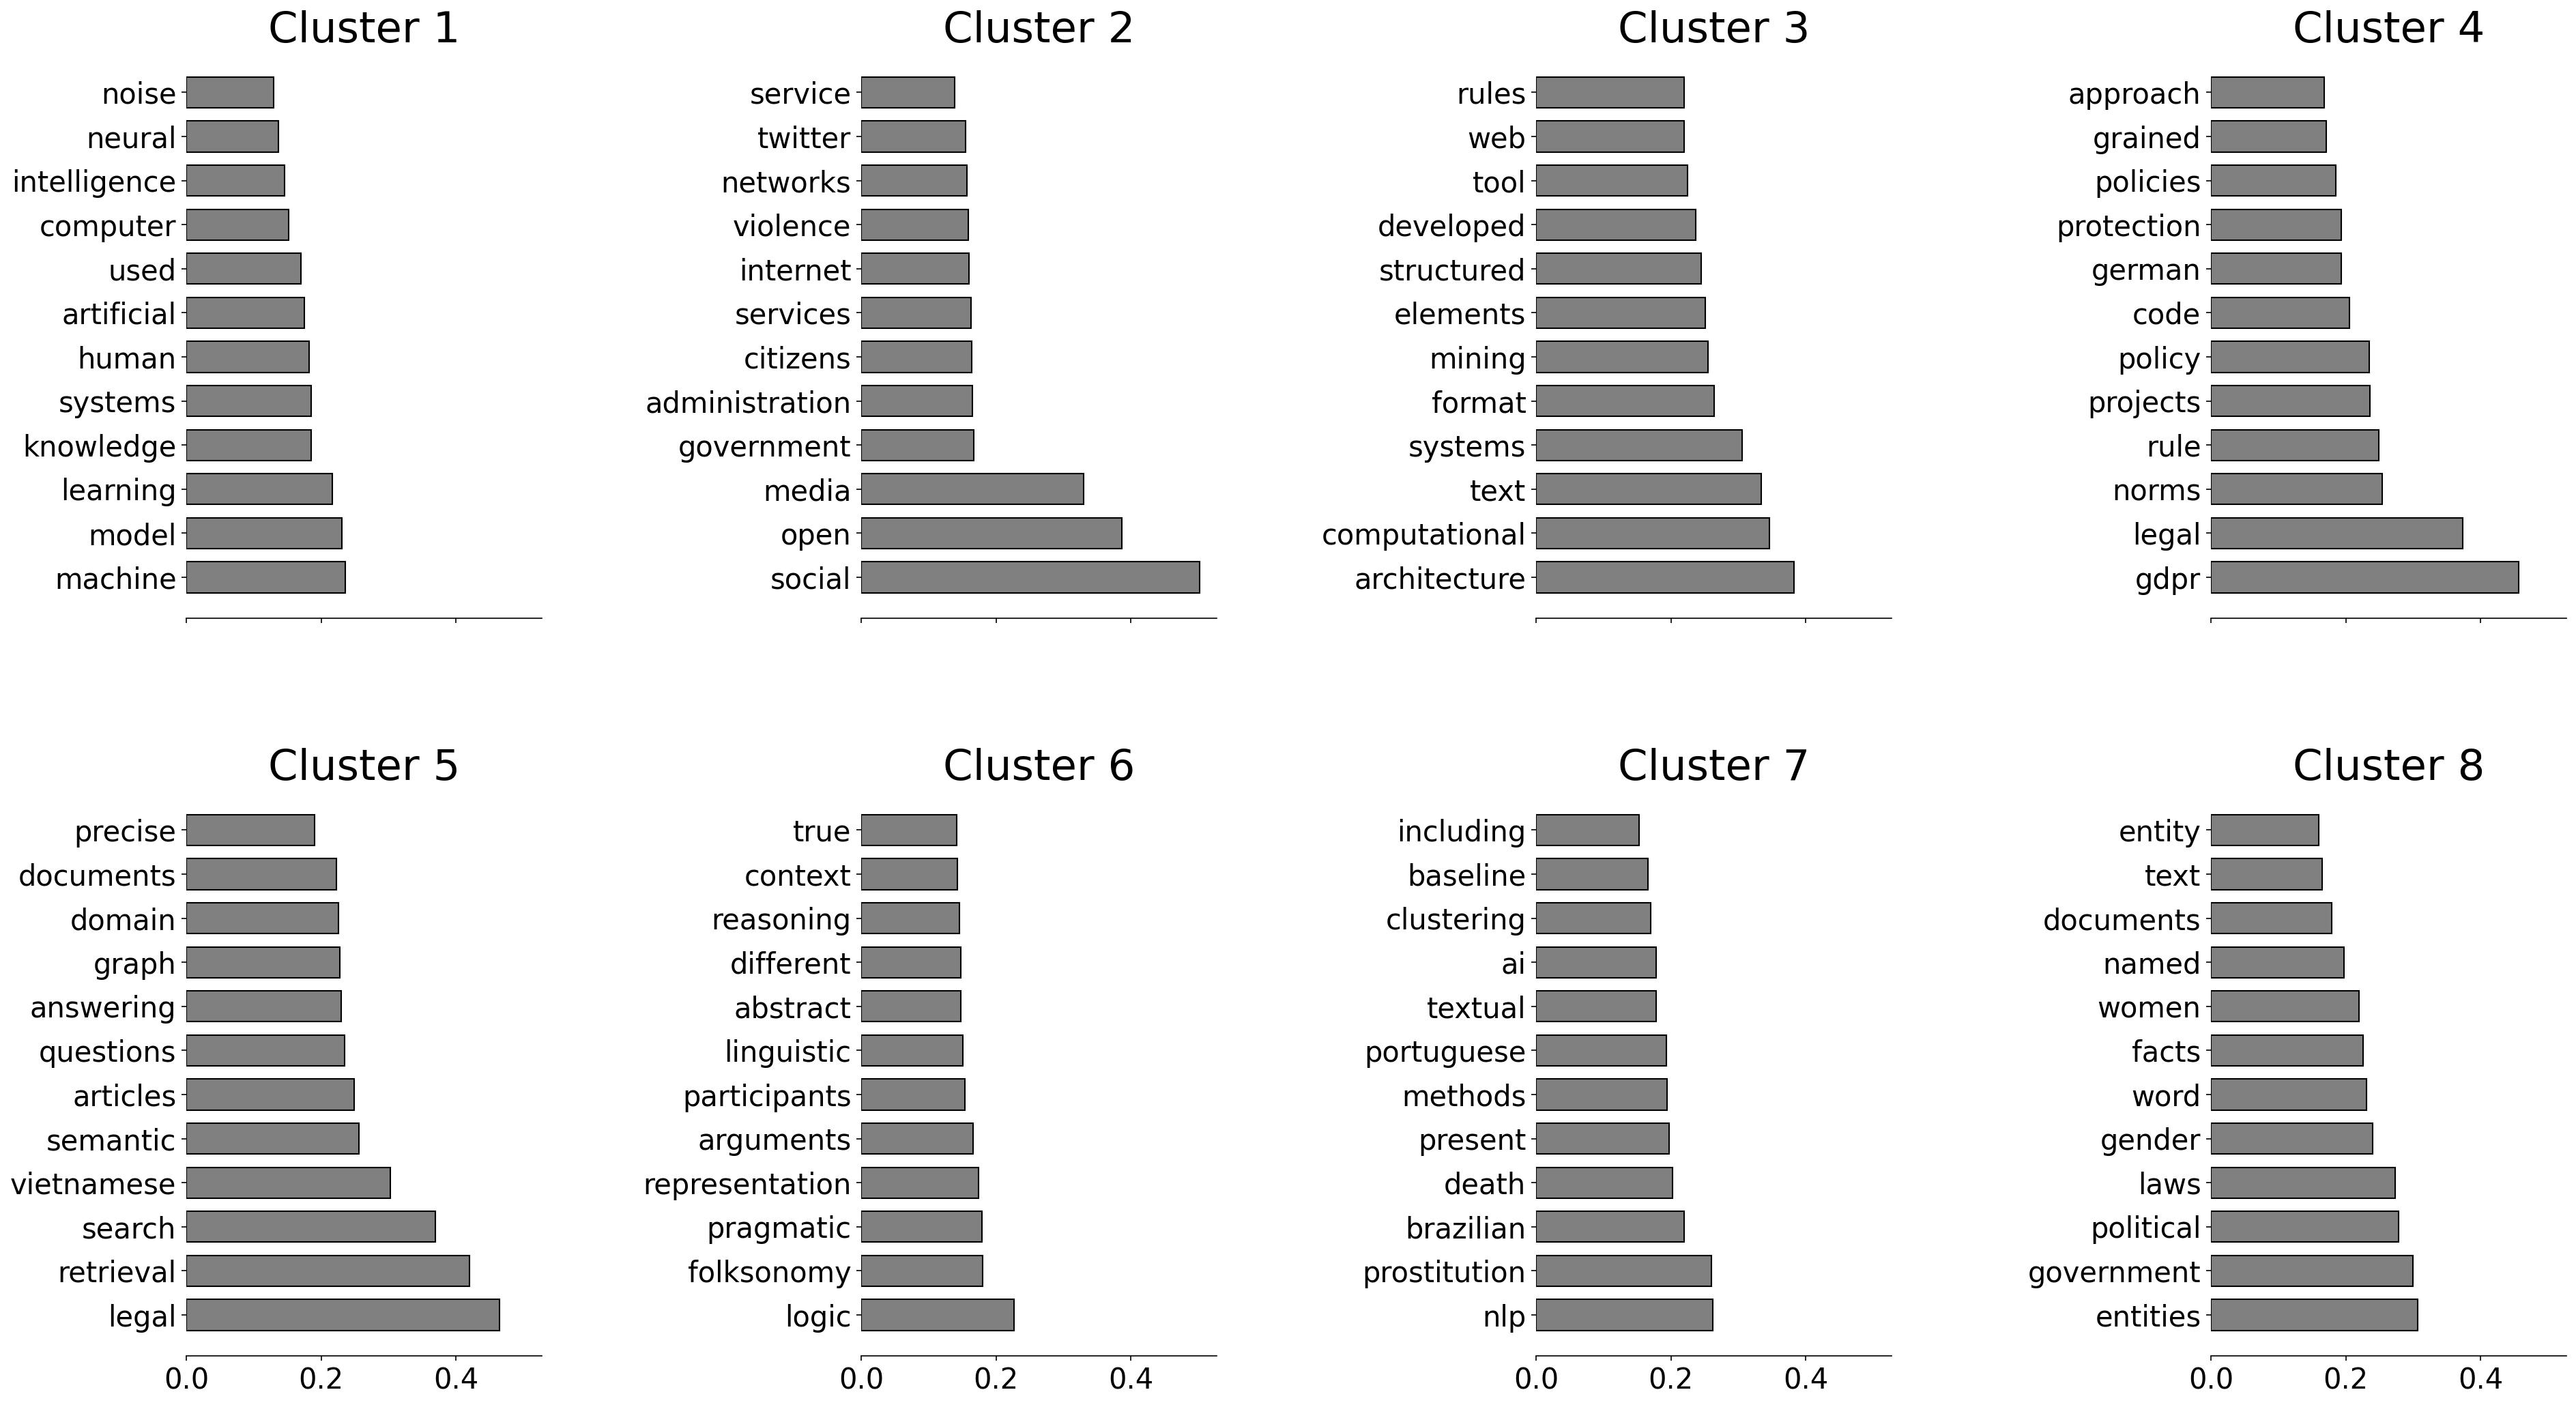 Cluster 1
noise
neural
intelligence
computer
used
artificial
human
systems
knowledge
learning
model
machine
Cluster 2
service
twitter
networks
violence
internet
services
citizens
administration
government
media
open
social
Cluster 3
rules
web
tool
developed
structured
elements
mining
format
systems
text
computational
architecture
Cluster 4
approach
grained
policies
protection
german
code
policy
projects
rule
norms
legal
gdpr
Cluster 5
precise
documents
domain
graph
answering
questions
articles
semantic
vietnamese
search
retrieval
legal
0.0 0.2 0.4
Cluster 6
true
context
reasoning
different
abstract
linguistic
participants
arguments
representation
pragmatic
folksonomy
logic
0.0 0.2 0.4
Cluster 7
including
baseline
clustering
ai
textual
portuguese
methods
present
death
brazilian
prostitution
nlp
0.0 0.2 0.4
Cluster 8
entity
text
documents
named
women
facts
word
gender
laws
political
government
entities
0.0 0.2 0.4